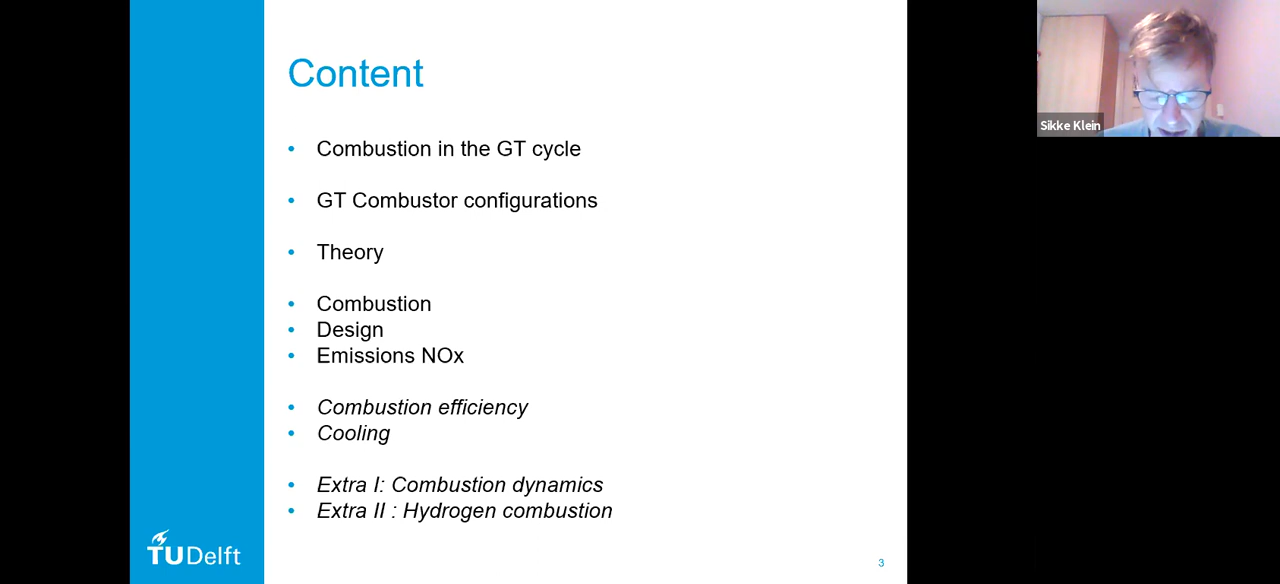 Content
• Combustion in the GT cycle
• GT Combustor configurations
• Theory
• Combustion
• Design
• Emissions NOx
• Combustion efficiency
• Cooling
• Extra I: Combustion dynamics
• Extra II : Hydrogen combustion
TUDelft
3
Sikke Klein